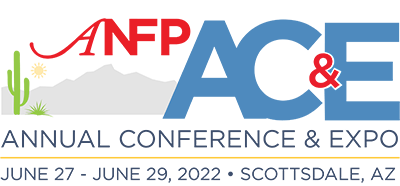 ANFP
AC&E
ANNUAL CONFERENCE & EXPO
JUNE 27 - JUNE 29, 2022 • SCOTTSDALE, AZ